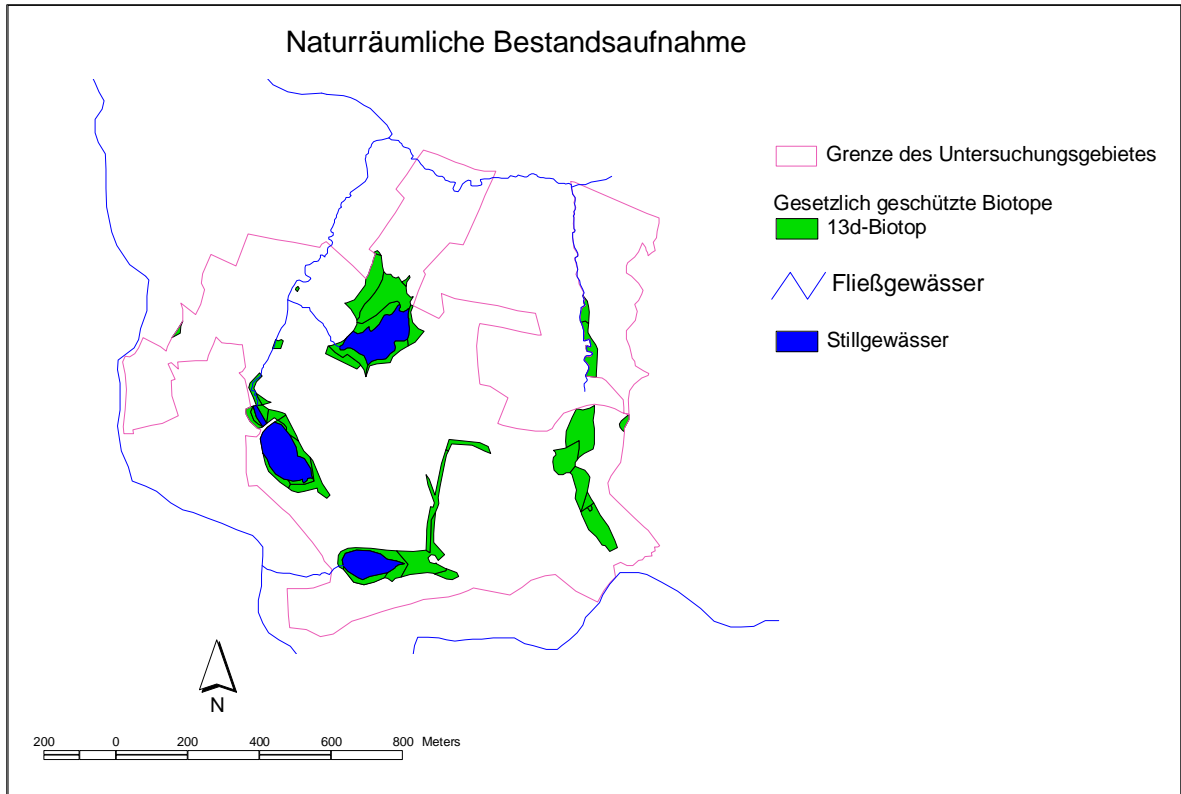 Naturräumliche Bestandsaufnahme
Grenze des Untersuchungsgebietes
Gesetzlich geschützte Biotope
13d-Biotop
Fließgewässer
Stillgewässer
N
200 0 200 400 600 800 Meters